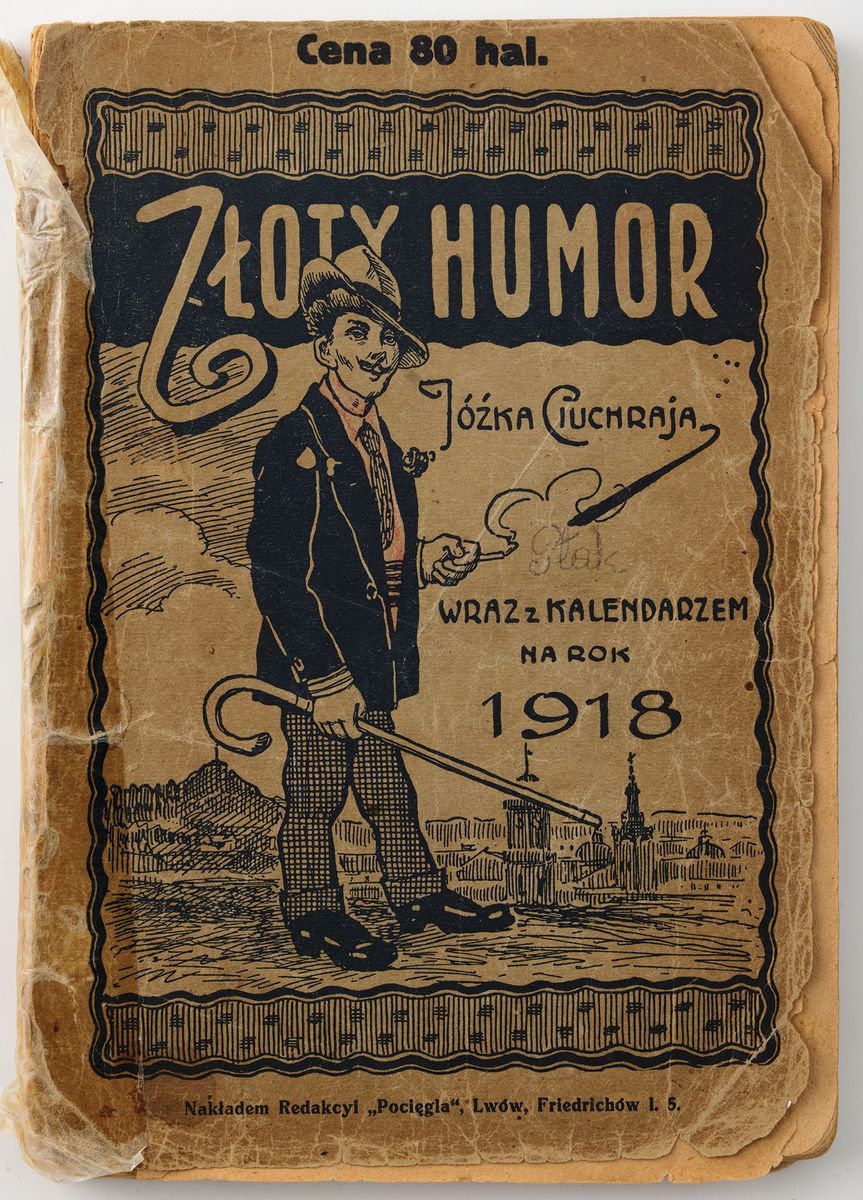 Cena 80 hal.
ZŁOTY HUMOR
JÓŹKA CIUCHRAJA
WRAZ z KALENDARZEM
NA ROK
1918
Nakładem Redakcyi „Pocięgla“, Lwów, Friedrichów l. 5.